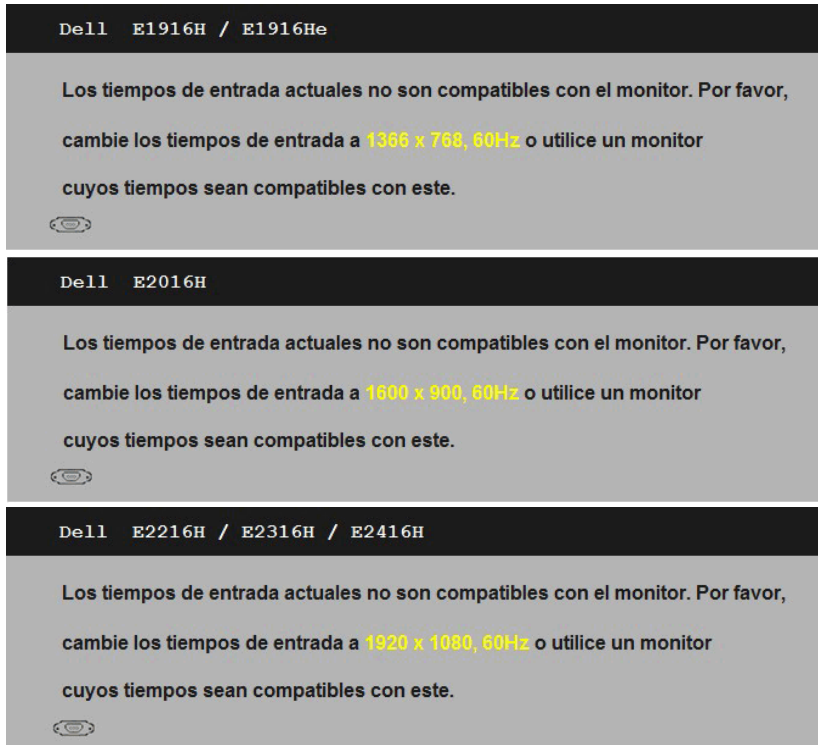 Dell E1916H / E1916He
Los tiempos de entrada actuales no son compatibles con el monitor. Por favor,
cambie los tiempos de entrada a 1366 x 768, 60Hz o utilice un monitor
cuyos tiempos sean compatibles con este.
Dell E2016H
Los tiempos de entrada actuales no son compatibles con el monitor. Por favor,
cambie los tiempos de entrada a 1600 x 900, 60Hz o utilice un monitor
cuyos tiempos sean compatibles con este.
Dell E2216H / E2316H / E2416H
Los tiempos de entrada actuales no son compatibles con el monitor. Por favor,
cambie los tiempos de entrada a 1920 x 1080, 60Hz o utilice un monitor
cuyos tiempos sean compatibles con este.